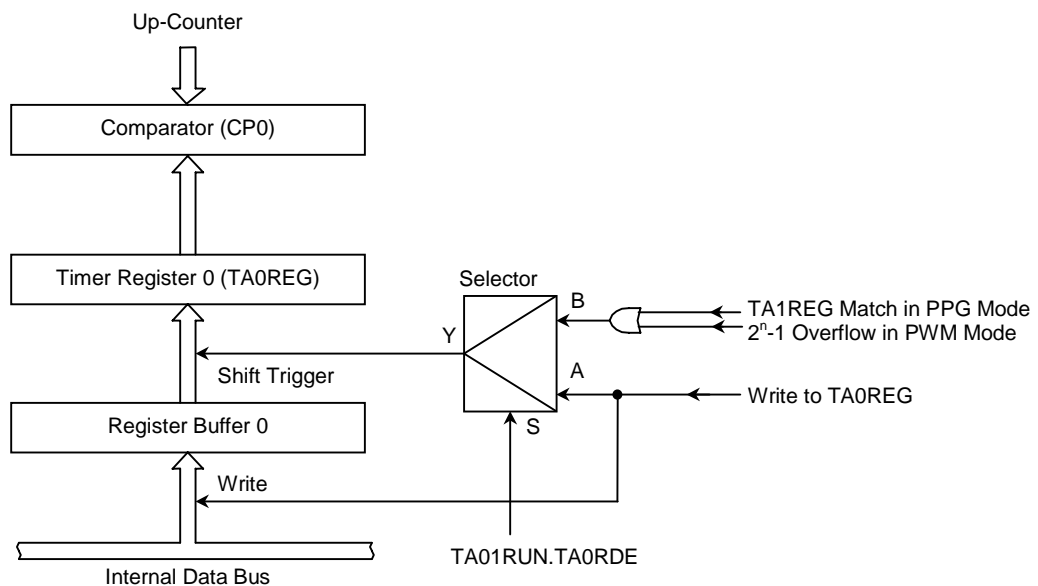 Up-Counter
Comparator (CP0)
Timer Register 0 (TA0REG)
Selector
B
TA1REG Match in PPG Mode
2ⁿ-1 Overflow in PWM Mode
Y
Shift Trigger
A
Write to TA0REG
Register Buffer 0
S
Write
TA01RUN.TA0RDE
Internal Data Bus